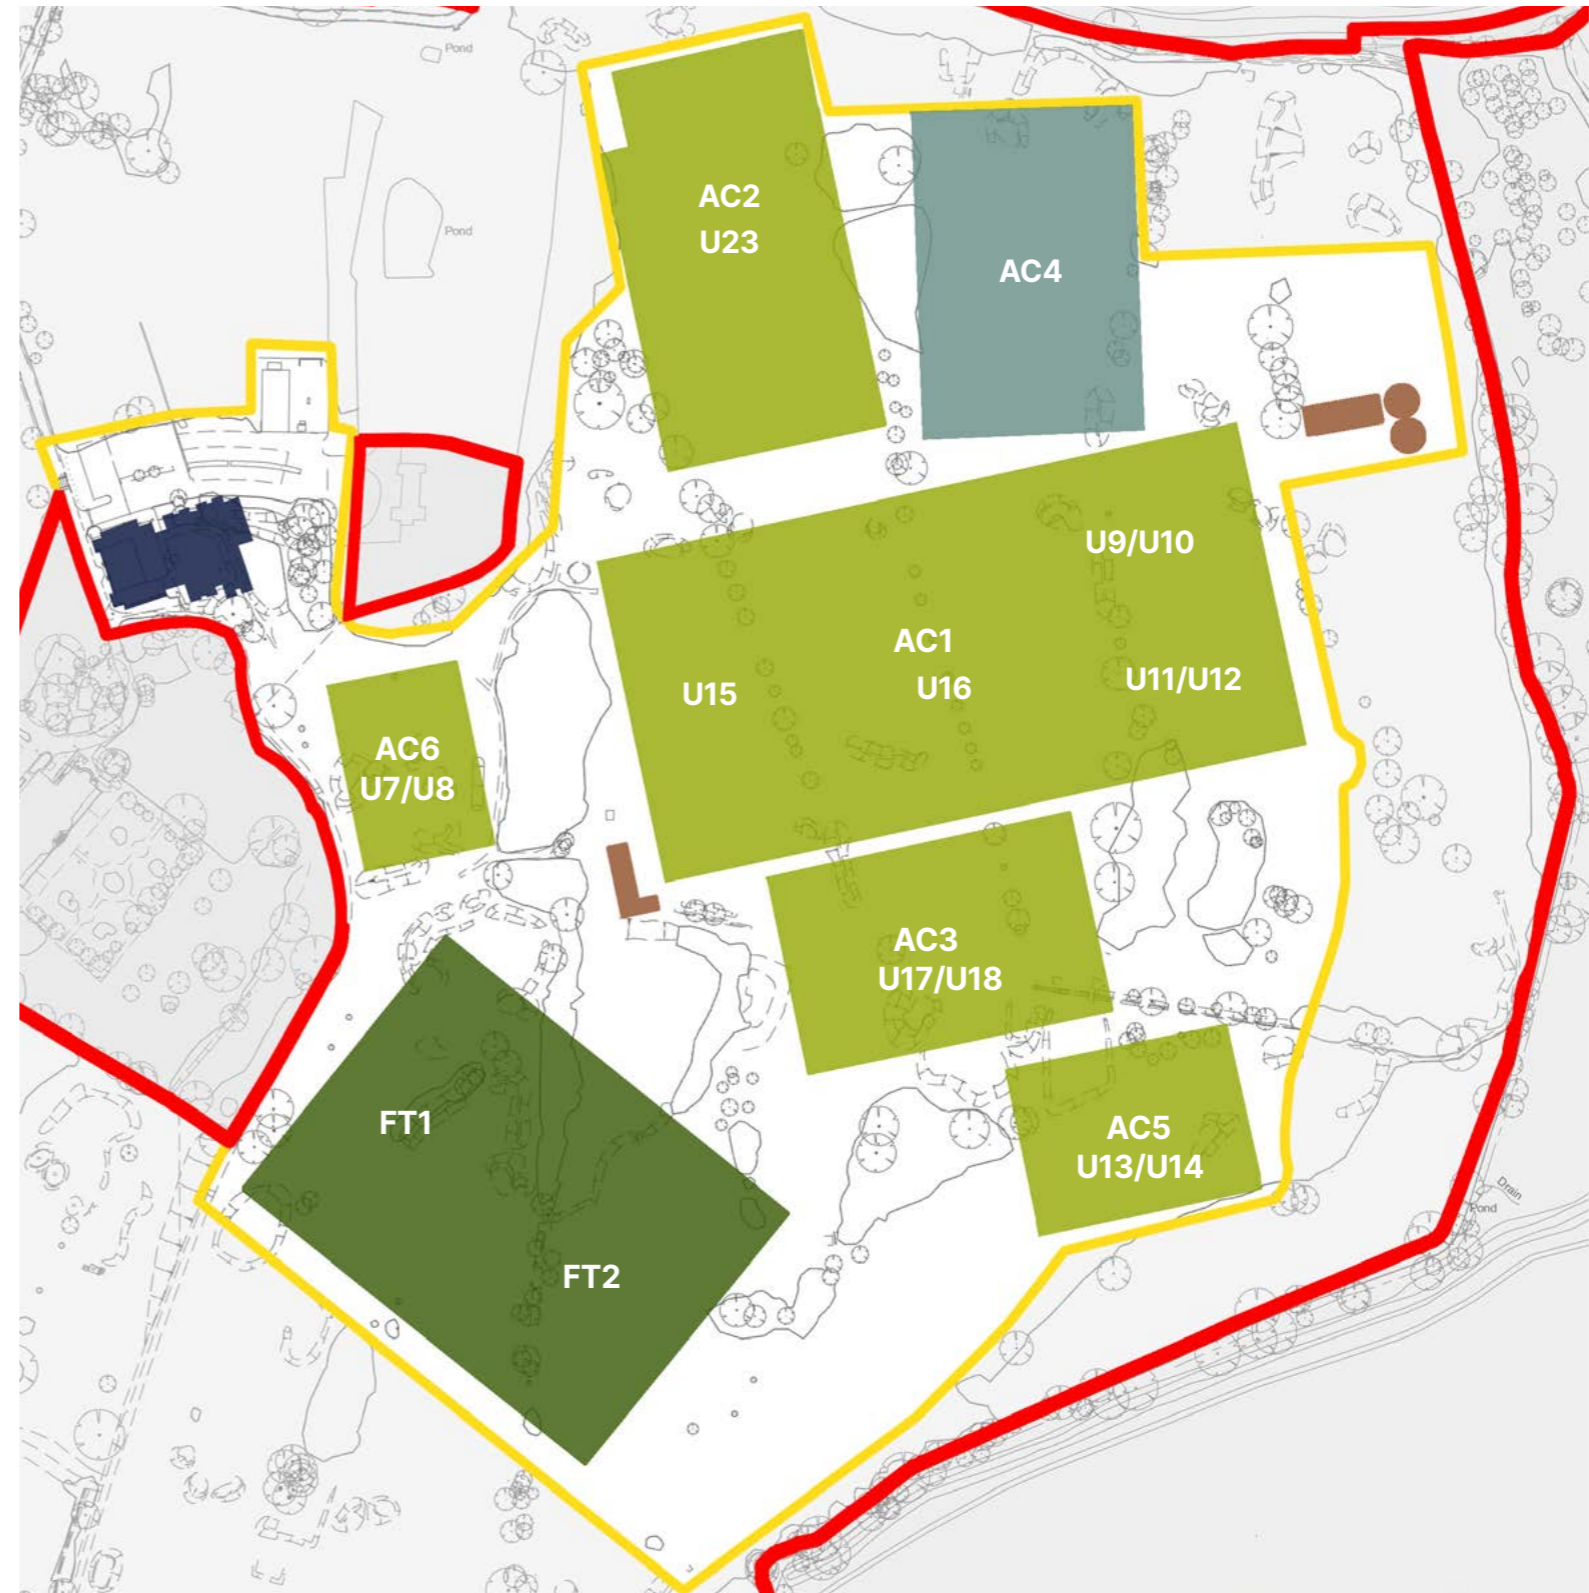 Pond
Pond
AC2
U23
AC4
U9/U10
AC1
U16
U15
U11/U12
AC6
U7/U8
AC3
U17/U18
FT1
AC5
U13/U14
FT2
Drain
Pond